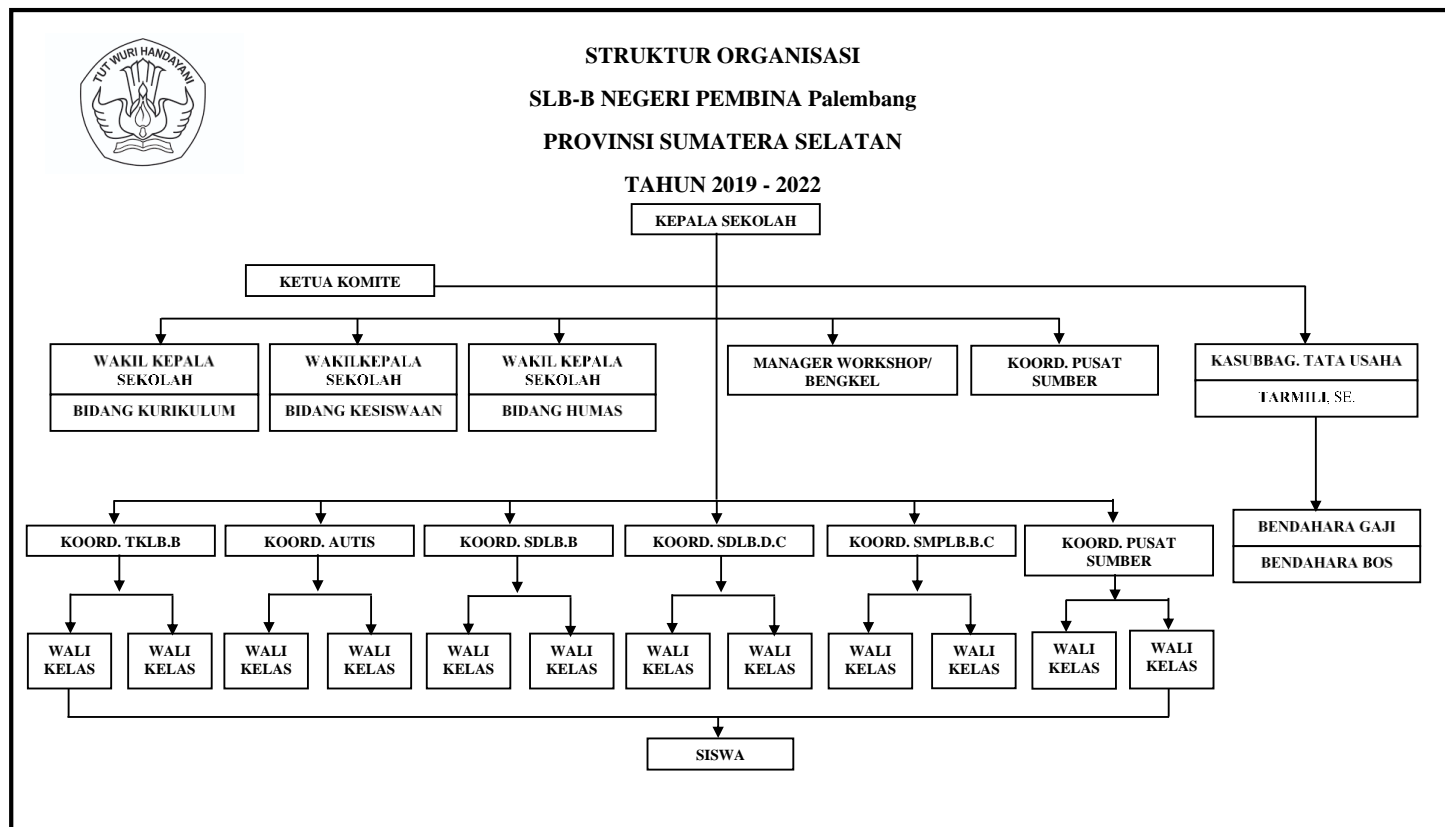 TUT WURI HANDAYANI
STRUKTUR ORGANISASI
SLB-B NEGERI PEMBINA Palembang
PROVINSI SUMATERA SELATAN
TAHUN 2019 - 2022
KEPALA SEKOLAH
KETUA KOMITE
WAKIL KEPALA
SEKOLAH
BIDANG KURIKULUM
WAKILKEPALA
SEKOLAH
BIDANG KESISWAAN
WAKIL KEPALA
SEKOLAH
BIDANG HUMAS
MANAGER WORKSHOP/
BENGKEL
KOORD. PUSAT
SUMBER
KASUBBAG. TATA USAHA
TARMILI, SE.
KOORD. TKLB.B
KOORD. AUTIS
KOORD. SDLB.B
KOORD. SDLB.D.C
KOORD. SMPLB.B.C
KOORD. PUSAT
SUMBER
BENDAHARA GAJI
BENDAHARA BOS
WALI
KELAS
WALI
KELAS
WALI
KELAS
WALI
KELAS
WALI
KELAS
WALI
KELAS
WALI
KELAS
WALI
KELAS
WALI
KELAS
WALI
KELAS
WALI
KELAS
WALI
KELAS
SISWA